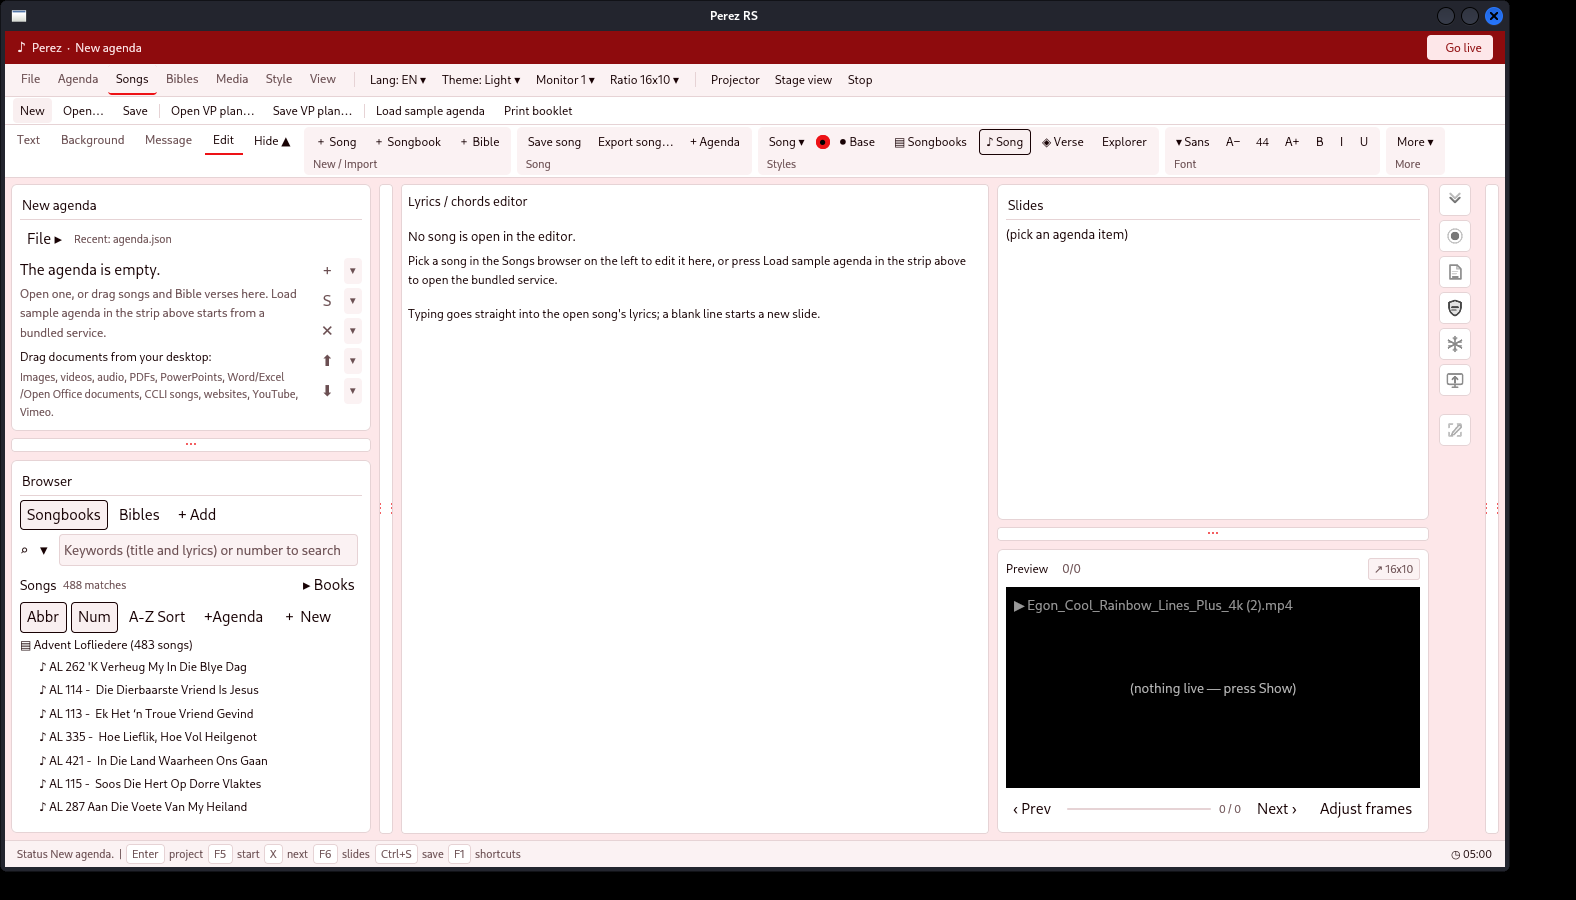 Perez RS
♪ Perez · New agenda
Go live
File Agenda Songs Bibles Media Style View Lang: EN ▾ Theme: Light ▾ Monitor 1 ▾ Ratio 16x10 ▾ Projector Stage view Stop
New Open... Save Open VP plan... Save VP plan... Load sample agenda Print booklet
Text Background Message Edit Hide ▲ + Song + Songbook + Bible Save song Export song... + Agenda Song ▾ ● Base ▤ Songbooks ♪ Song ◈ Verse Explorer ▾ Sans A− 44 A+ B I U More ▾
New / Import Song Styles Font More
New agenda
File ▸ Recent: agenda.json
The agenda is empty.
Open one, or drag songs and Bible verses here. Load
sample agenda in the strip above starts from a
bundled service.
Drag documents from your desktop:
Images, videos, audio, PDFs, PowerPoints, Word/Excel
/Open Office documents, CCLI songs, websites, YouTube,
Vimeo.
+ ▾
S ▾
✕ ▾
⬆ ▾
⬇ ▾
Browser
Songbooks Bibles + Add
Keywords (title and lyrics) or number to search
Songs 488 matches ▸ Books
Abbr Num A-Z Sort +Agenda + New
▤ Advent Lofliedere (483 songs)
♪ AL 262 'K Verheug My In Die Blye Dag
♪ AL 114 - Die Dierbaarste Vriend Is Jesus
♪ AL 113 - Ek Het ‘n Troue Vriend Gevind
♪ AL 335 - Hoe Lieflik, Hoe Vol Heilgenot
♪ AL 421 - In Die Land Waarheen Ons Gaan
♪ AL 115 - Soos Die Hert Op Dorre Vlaktes
♪ AL 287 Aan Die Voete Van My Heiland
Lyrics / chords editor
No song is open in the editor.
Pick a song in the Songs browser on the left to edit it here, or press Load sample agenda in the strip above
to open the bundled service.
Typing goes straight into the open song's lyrics; a blank line starts a new slide.
Slides
(pick an agenda item)
Preview 0/0 ↗ 16x10
▶ Egon_Cool_Rainbow_Lines_Plus_4k (2).mp4
(nothing live — press Show)
‹ Prev 0 / 0 Next › Adjust frames
Status New agenda. | Enter project F5 start X next F6 slides Ctrl+S save F1 shortcuts
◷ 05:00